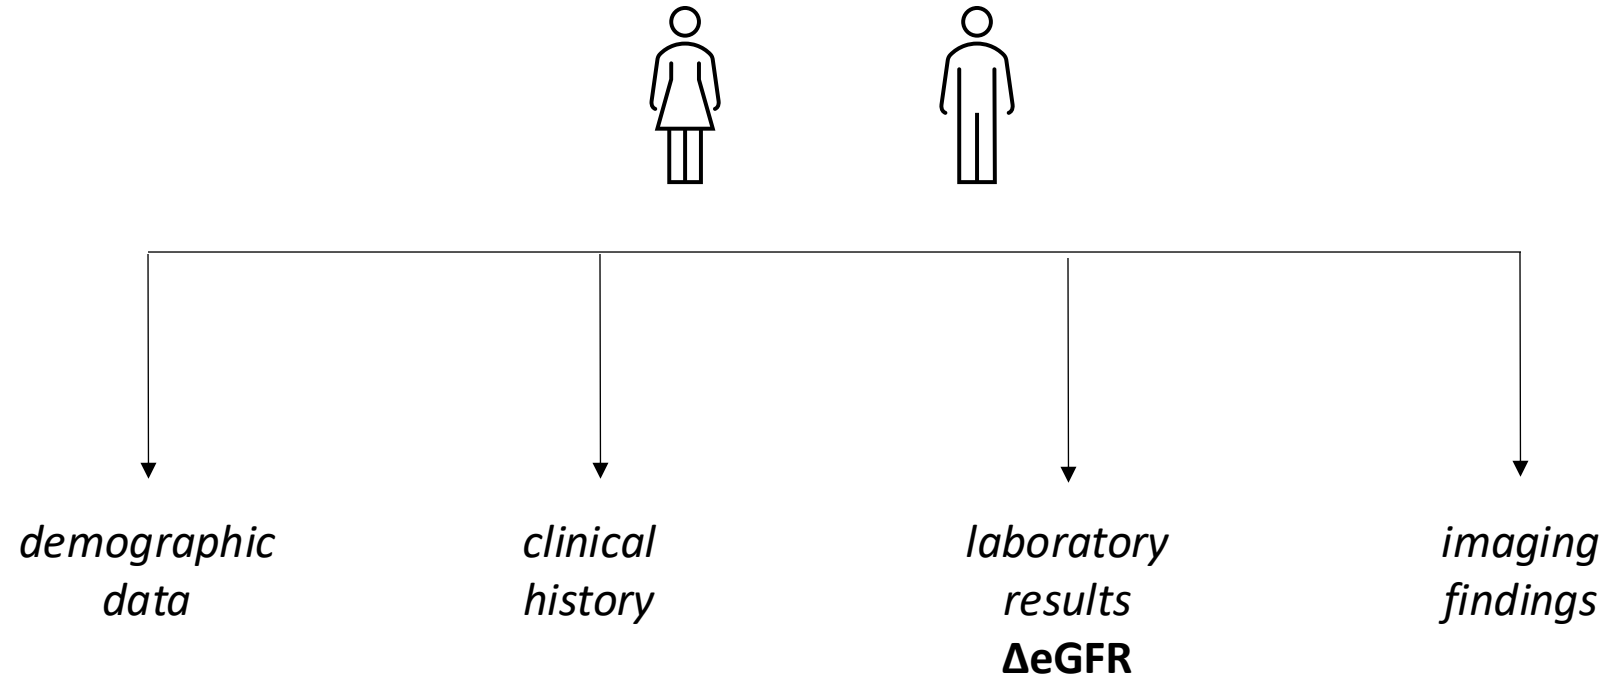 demographic
data
clinical
history
laboratory
results
ΔeGFR
imaging
findings